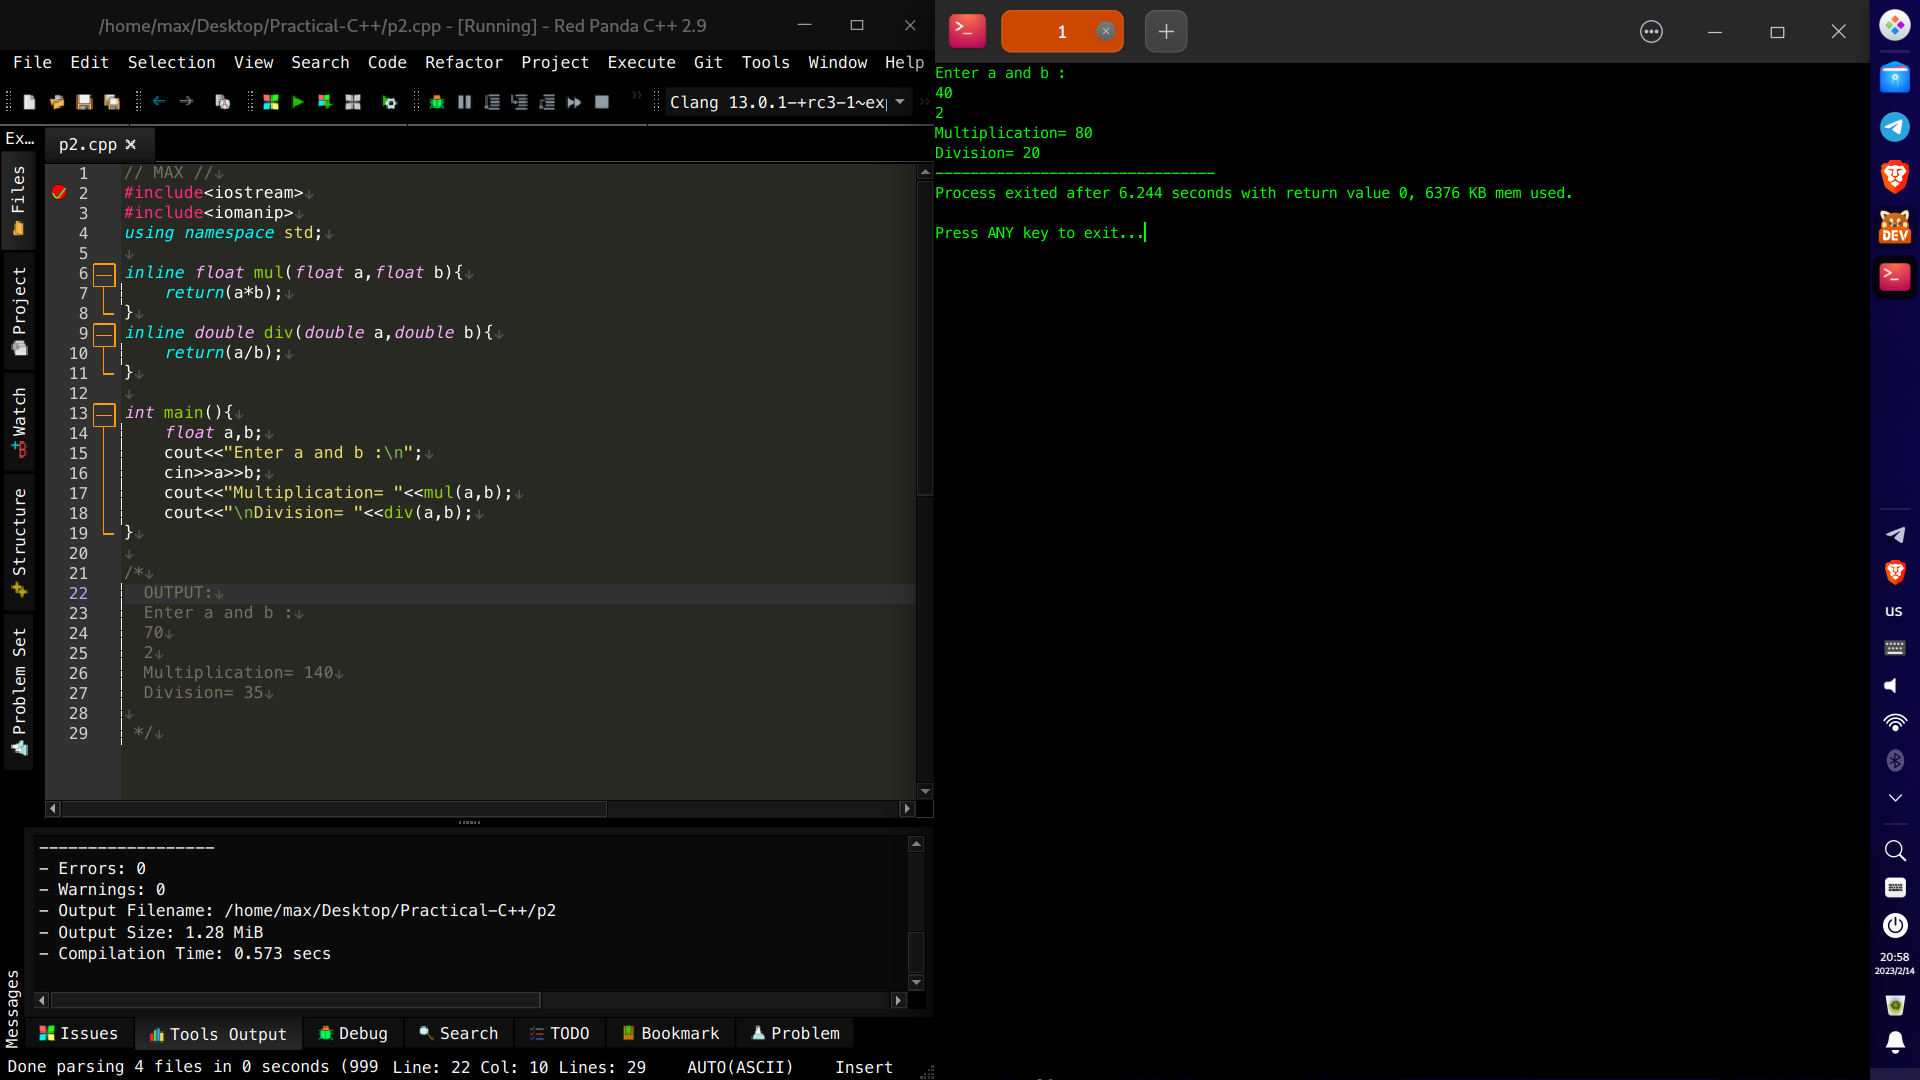 /home/max/Desktop/Practical-C++/p2.cpp - [Running] - Red Panda C++ 2.9
File Edit Selection View Search Code Refactor Project Execute Git Tools Window Help
Clang 13.0.1-+rc3-1~exp
Ex...
p2.cpp
Files
Project
Watch
Structure
Problem Set
1 // MAX //
2 #include<iostream>
3 #include<iomanip>
4 using namespace std;
5
6 inline float mul(float a,float b){
7 return(a*b);
8 }
9 inline double div(double a,double b){
10 return(a/b);
11 }
12
13 int main(){
14 float a,b;
15 cout<<"Enter a and b :\n";
16 cin>>a>>b;
17 cout<<"Multiplication= "<<mul(a,b);
18 cout<<"\nDivision= "<<div(a,b);
19 }
20
21 /*
22 OUTPUT:
23 Enter a and b :
24 70
25 2
26 Multiplication= 140
27 Division= 35
28
29 */
Messages
------------------
- Errors: 0
- Warnings: 0
- Output Filename: /home/max/Desktop/Practical-C++/p2
- Output Size: 1.28 MiB
- Compilation Time: 0.573 secs
Issues Tools Output Debug Search TODO Bookmark Problem
Done parsing 4 files in 0 seconds (999 Line: 22 Col: 10 Lines: 29 AUTO(ASCII) Insert
1
Enter a and b :
40
2
Multiplication= 80
Division= 20
--------------------------------
Process exited after 6.244 seconds with return value 0, 6376 KB mem used.
Press ANY key to exit...
DEV
us
20:58
2023/2/14